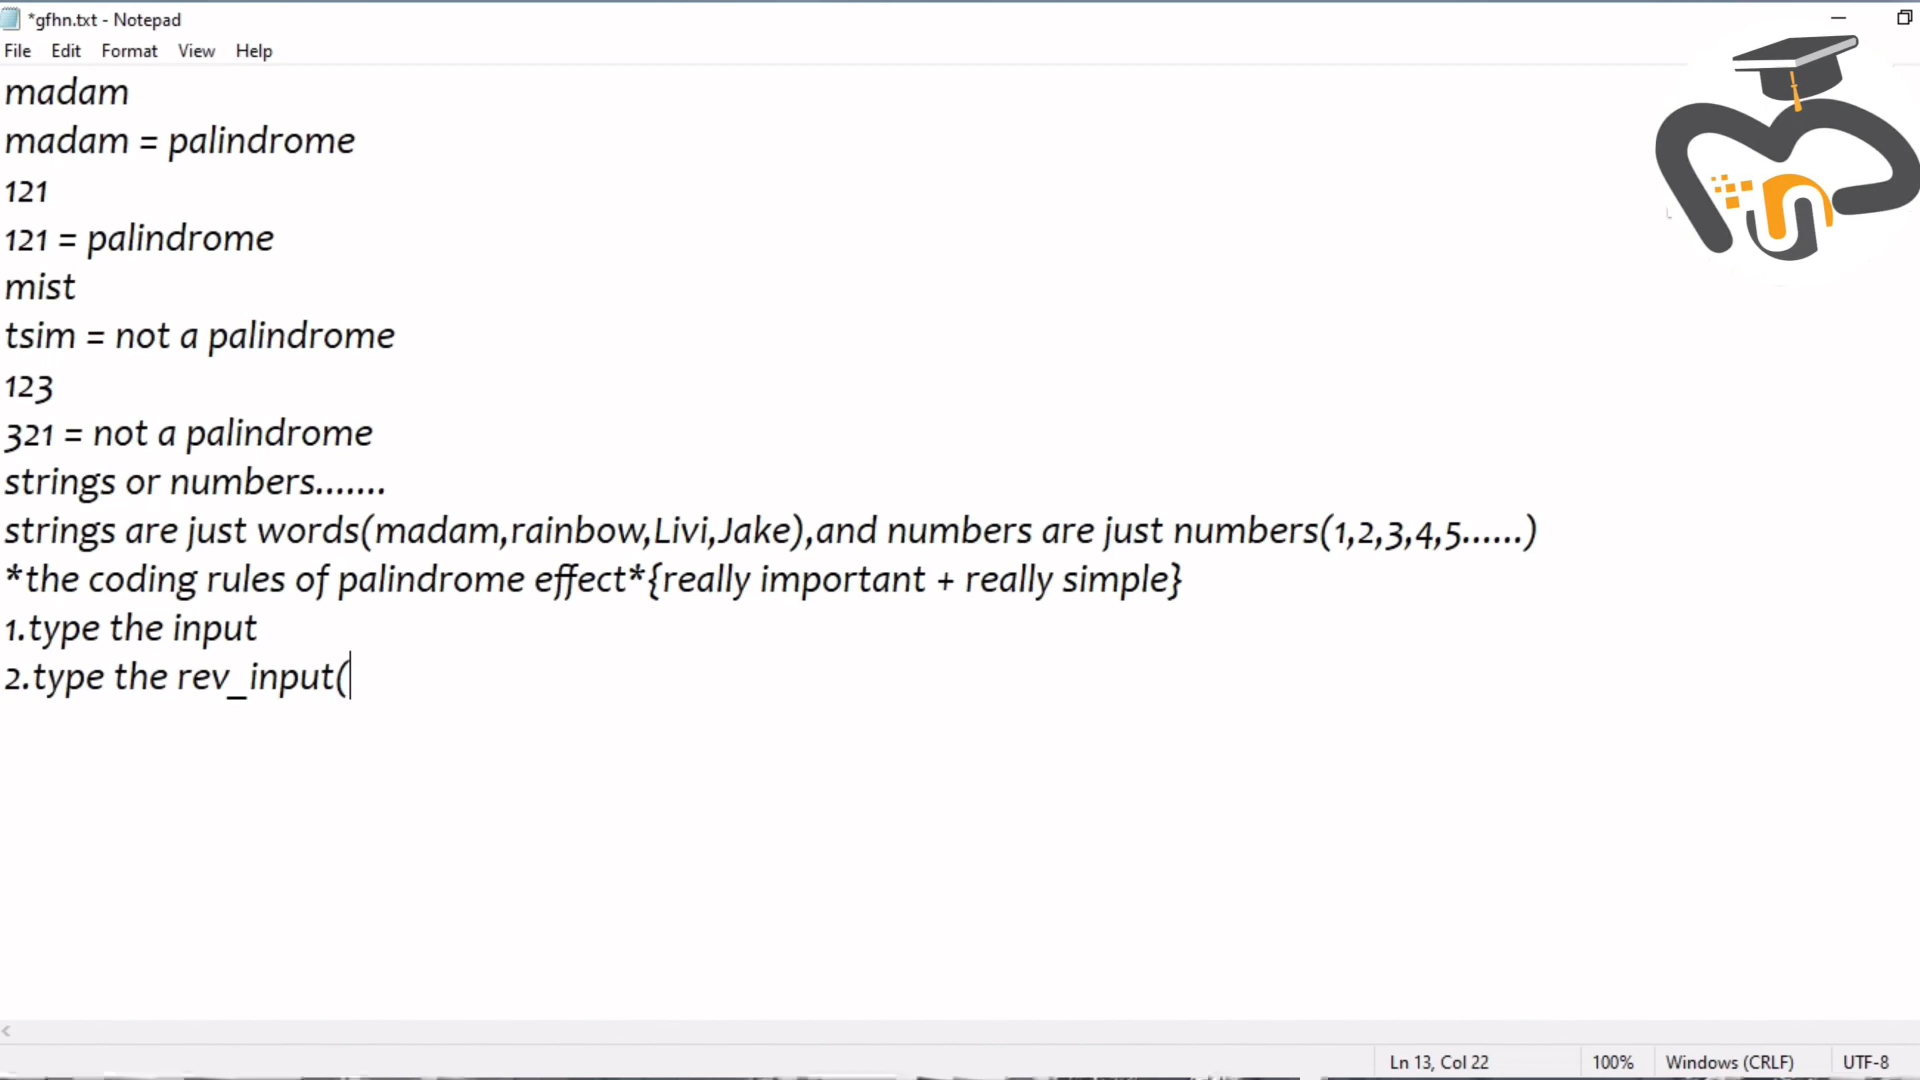 *gfhn.txt - Notepad
File Edit Format View Help
madam
madam = palindrome
121
121 = palindrome
mist
tsim = not a palindrome
123
321 = not a palindrome
strings or numbers.......
strings are just words(madam,rainbow,Livi,Jake),and numbers are just numbers(1,2,3,4,5......)
*the coding rules of palindrome effect*{really important + really simple}
1.type the input
2.type the rev_input(
Ln 13, Col 22 100% Windows (CRLF) UTF-8